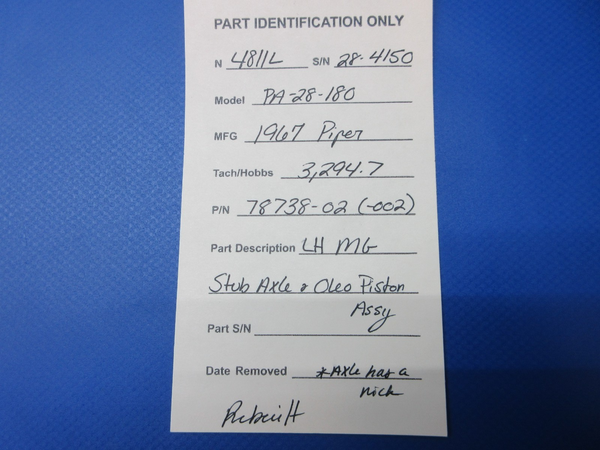 PART IDENTIFICATION ONLY
N 4811L S/N 28-4150
Model PA-28-180
MFG 1967 Piper
Tach/Hobbs 3,294.7
P/N 78738-02 (-002)
Part Description LH MG
Stub Axle & Oleo Piston
Assy
Part S/N
Date Removed *Axle has a
nick
Rebuilt